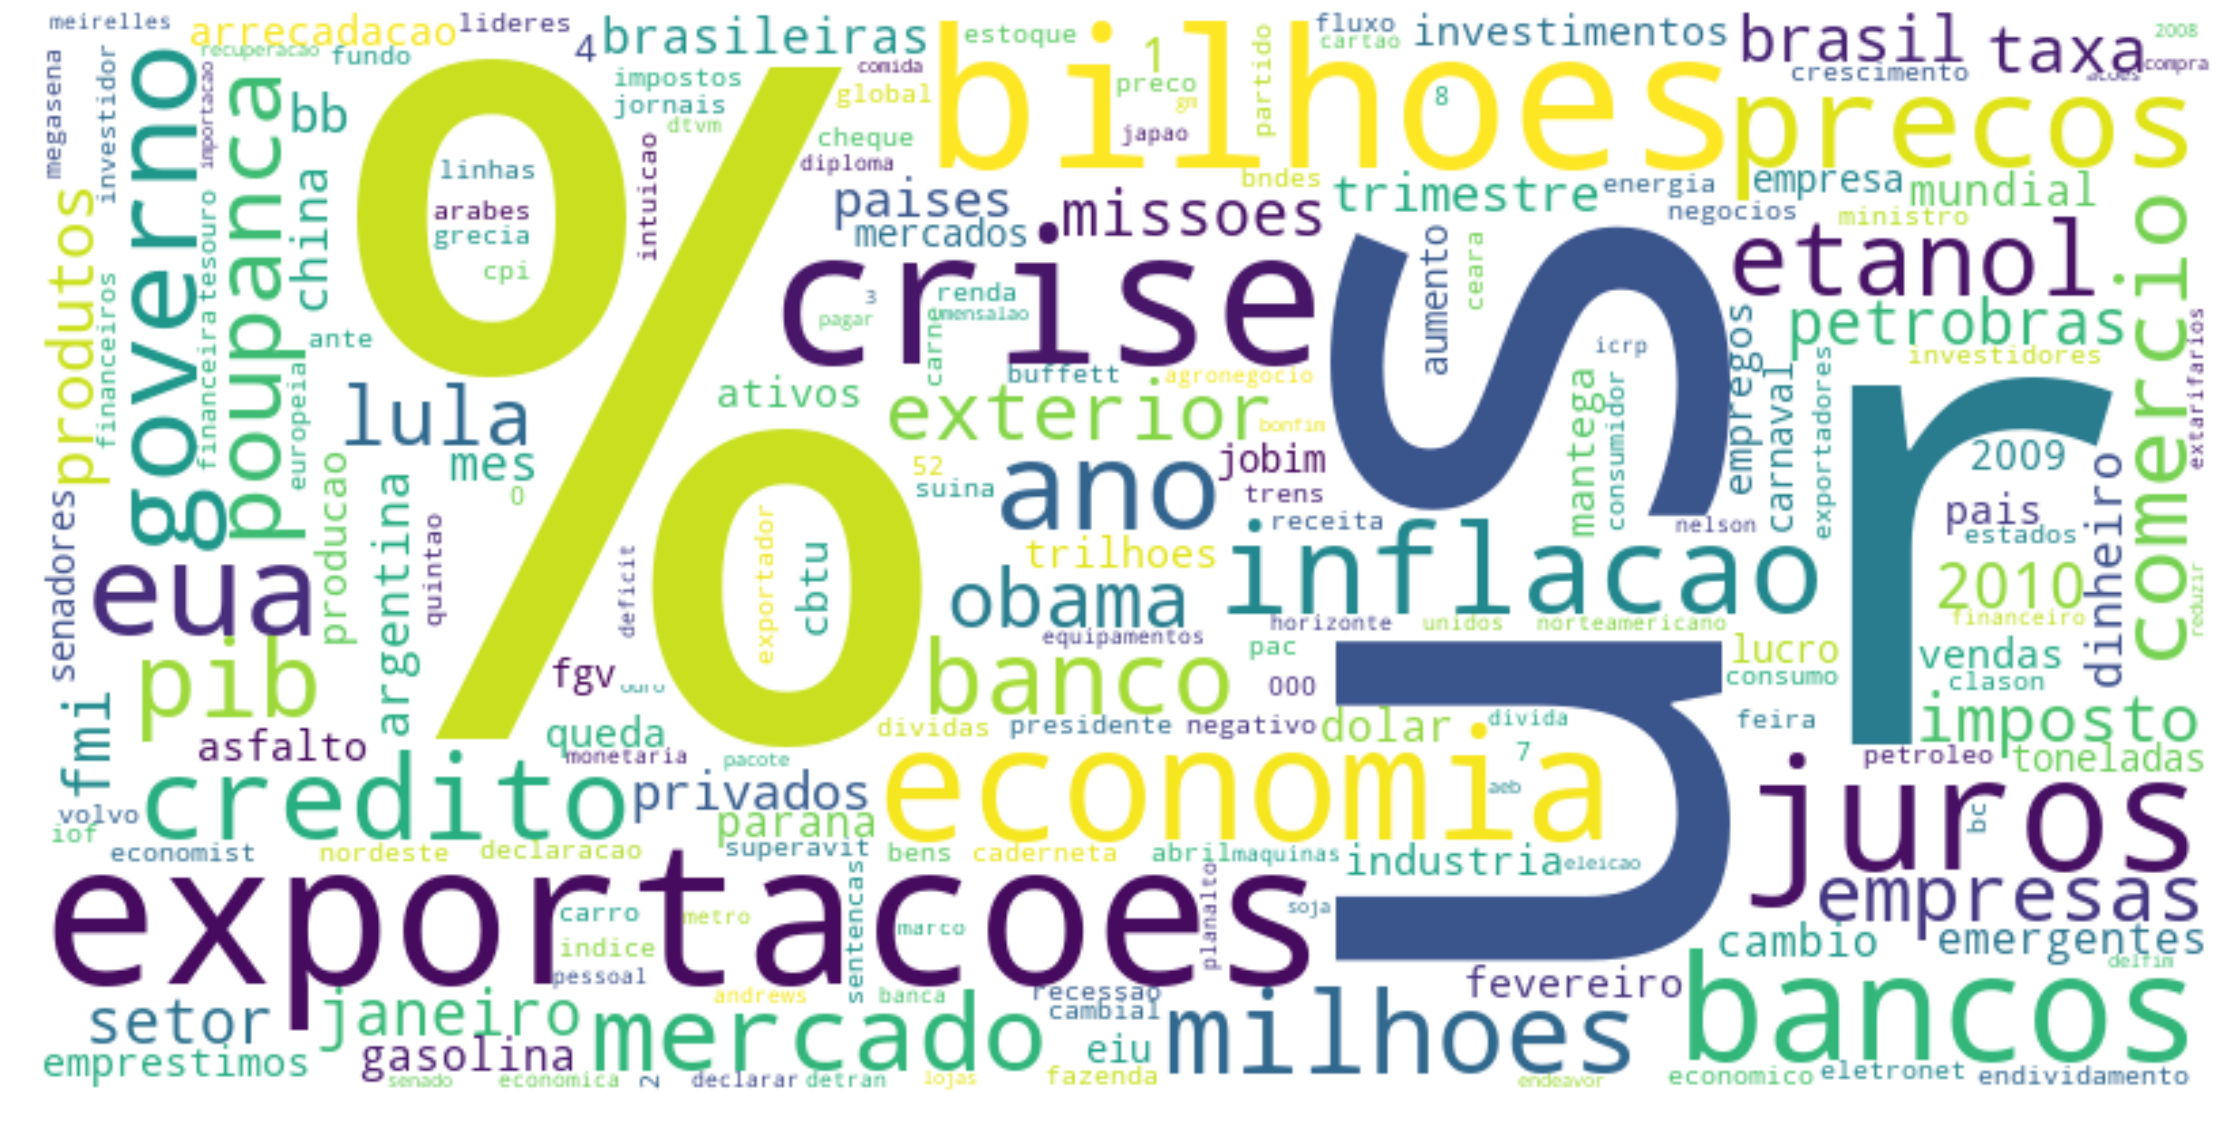 meirelles
arrecadacao
lideres
4
brasileiras
estoque
bilhoes
1
fluxo
cartao
investimentos
brasil
taxa
2008
compra
acoes
crescimento
megasena
investidor
recuperacao
fundo
importacao
governo
poupanca
bb
china
%
linhas
arabes
grecia
cpi
impostos
jornais
dtvm
intuicao
comida
global
cheque
diploma
preco
gm
japao
partido
bndes
8
precos
paises
mercados
missoes
trimestre
energia
negocios
empresa
ministro
mundial
etanol
comercio
produtos
financeiros
tesouro
financeira
europeia
ante
lula
mes
0
crise
3
pagar
renda
umensalao
carne
buffett
agronegocio
ativos
exterior
bonfim
us
aumento
ceara
icrp
mantega
consumidor
empregos
carnaval
petrobras
investidores
exportadores
extarifarios
r
2009
pais
estados
2010
financeiro
dinheiro
reduzir
senadores
eua
producao
argentina
quintao
deficit
exportador
cbtu
52
suina
ano
jobim
trens
receita
nelson
trilhoes
inflacao
obama
horizonte
unidos
norteamericano
equipamentos
pib
fgv
ouro
banco
pac
000
lucro
consumo
vendas
clason
fmi
asfalto
queda
monetaria
pacote
dividas
presidente
negativo
dolar
divida
7
feira
imposto
petroleo
toneladas
volvo
iof
credito
privados
parana
economia
aeb
juros
bc
economist
nordeste
declaracao
superavit
bens
caderneta
abril
maquinas
industria
eleicao
exportacoes
carro
metro
indice
pessoal
sentencas
marco
planalto
soja
empresas
cambio
emergentes
delfim
setor
janeiro
andrews
banca
recessao
cambial
fevereiro
bancos
emprestimos
gasolina
mercado
eiu
milhoes
senado
economica
2
declarar
detran
lojas
fazenda
endeavor
economico
eletronet
endividamento